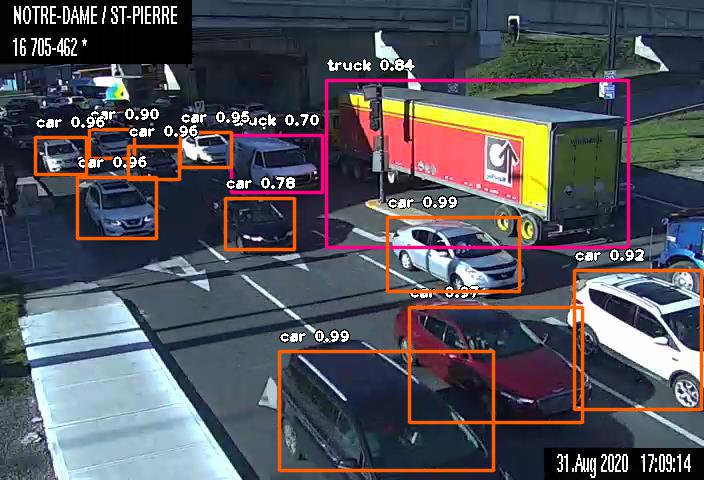 NOTRE-DAME / ST-PIERRE
16 705-462 *
truck 0.84
car 0.96
car 0.90
car 0.95
car 0.96
truck 0.70
car 0.96
car 0.78
car 0.99
car 0.92
car 0.97
car 0.99
31.Aug 2020 17:09:14